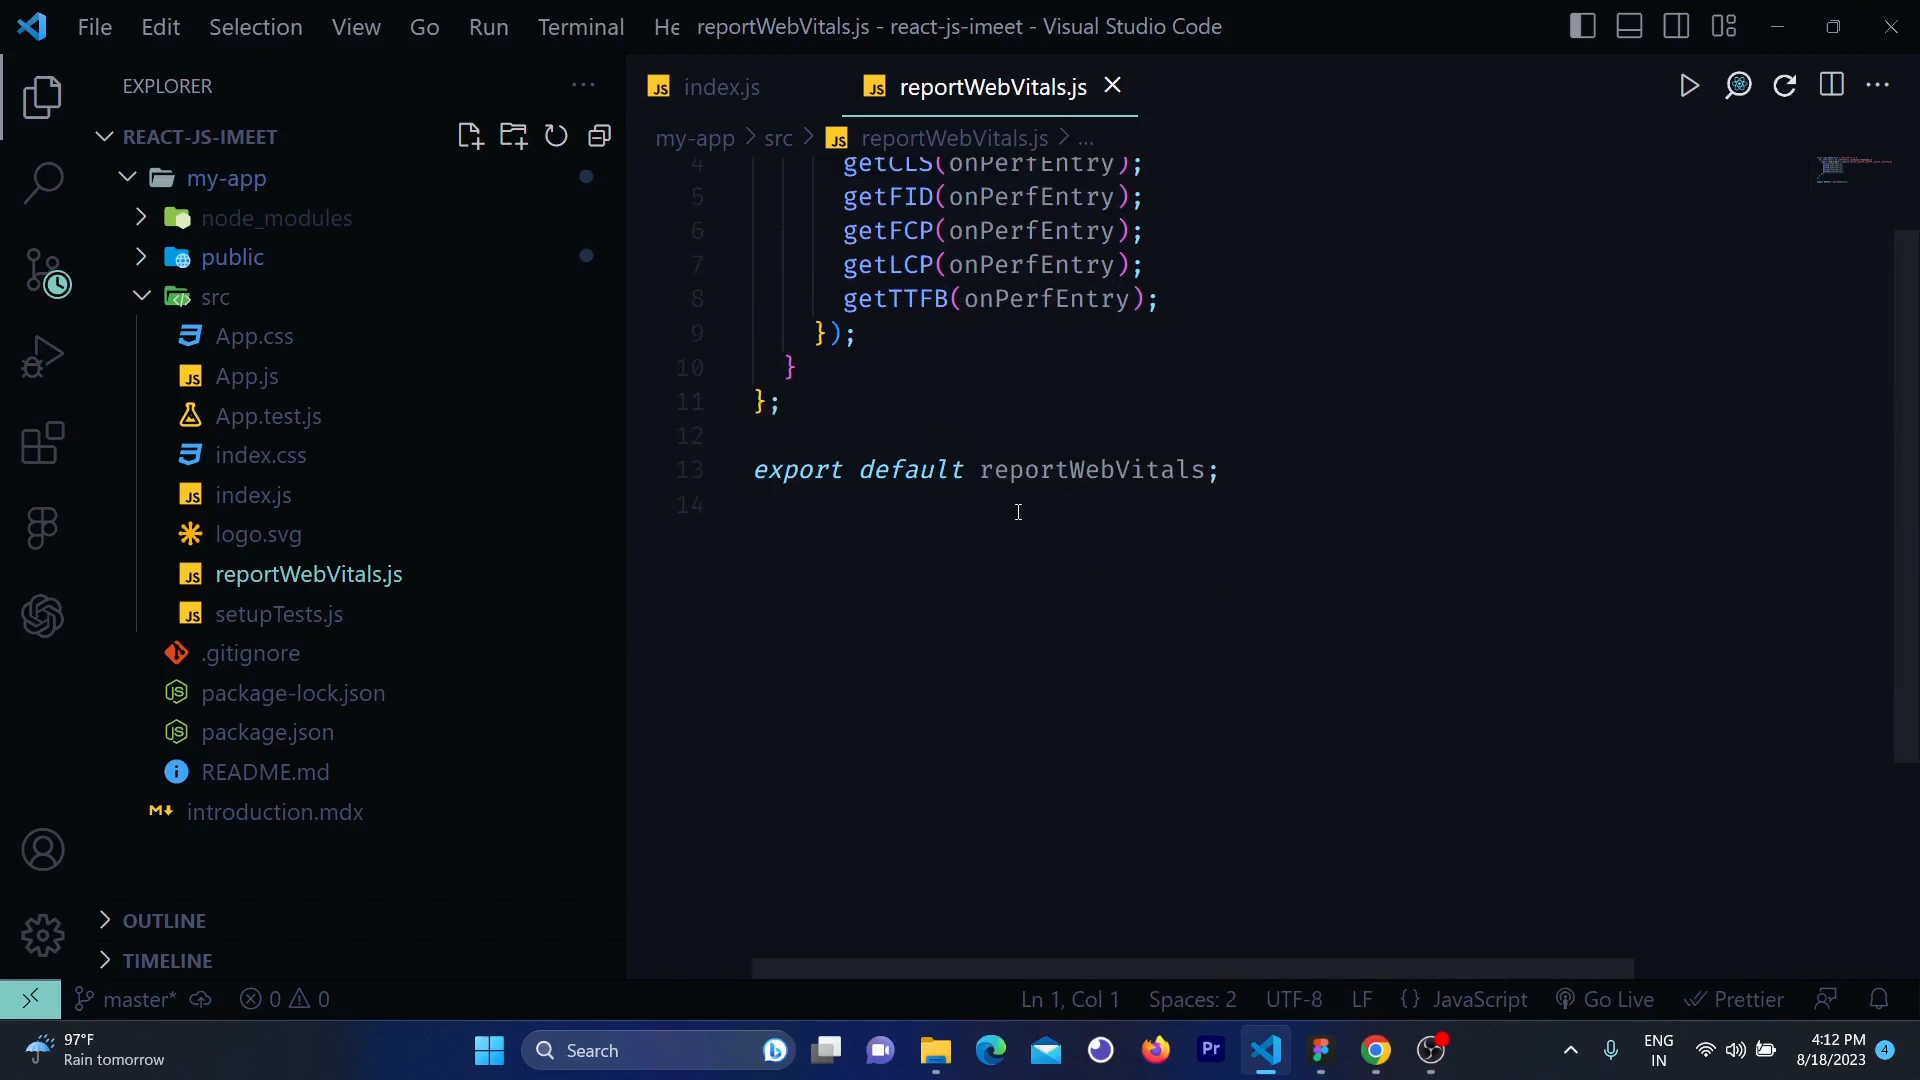 File Edit Selection View Go Run Terminal He reportWebVitals.js - react-js-imeet - Visual Studio Code
EXPLORER
REACT-JS-IMEET
my-app
node_modules
public
src
App.css
App.js
App.test.js
index.css
index.js
logo.svg
reportWebVitals.js
setupTests.js
.gitignore
package-lock.json
package.json
README.md
introduction.mdx
OUTLINE
TIMELINE
index.js reportWebVitals.js
my-app > src > reportWebVitals.js > ...
4 getCLS(onPerfEntry);
5 getFID(onPerfEntry);
6 getFCP(onPerfEntry);
7 getLCP(onPerfEntry);
8 getTTFB(onPerfEntry);
9 });
10 }
11 };
12
13 export default reportWebVitals;
14
master* 0 0 Ln 1, Col 1 Spaces: 2 UTF-8 LF {} JavaScript Go Live Prettier
97°F
Rain tomorrow
Search
Pr
ENG
IN
4:12 PM
8/18/2023
4